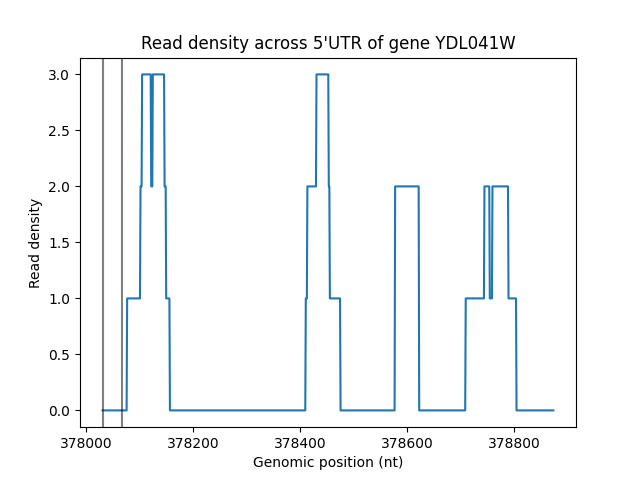 Read density across 5'UTR of gene YDL041W
3.0
2.5
2.0
1.5
1.0
0.5
0.0
Read density
378000 378200 378400 378600 378800
Genomic position (nt)